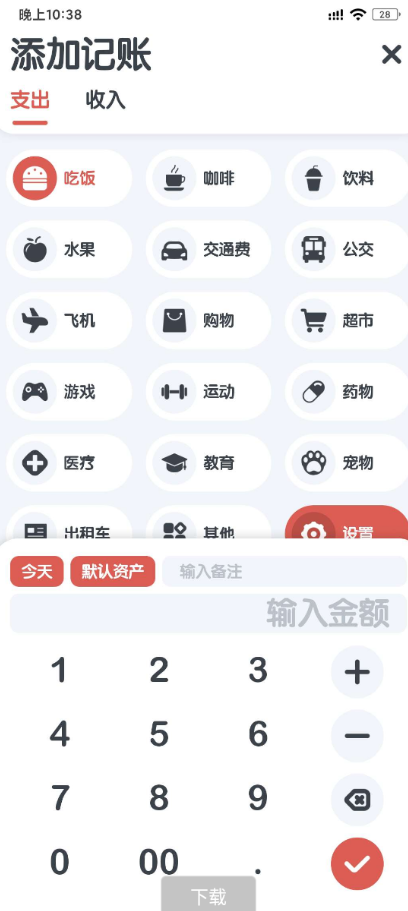 晚上10:38
28
添加记账
支出 收入
吃饭 咖啡 饮料
水果 交通费 公交
飞机 购物 超市
游戏 运动 药物
医疗 教育 宠物
出租车 其他 设置
今天 默认资产 输入备注
输入金额
1 2 3 +
4 5 6 −
7 8 9
0 00 .
下载